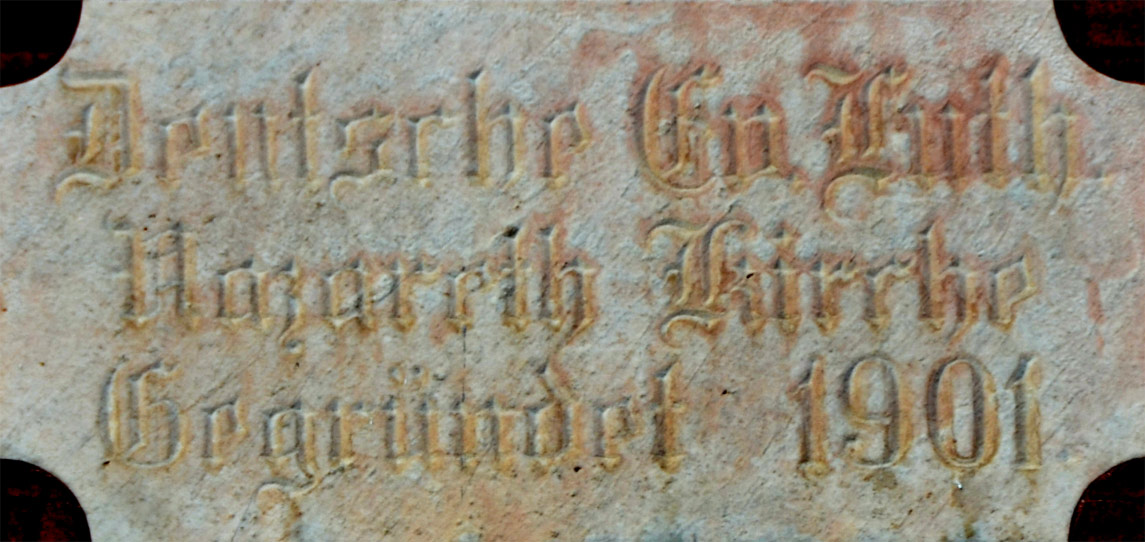 Deutsche Ev. Luth.
Nazareth Kirche
Gegründet 1901